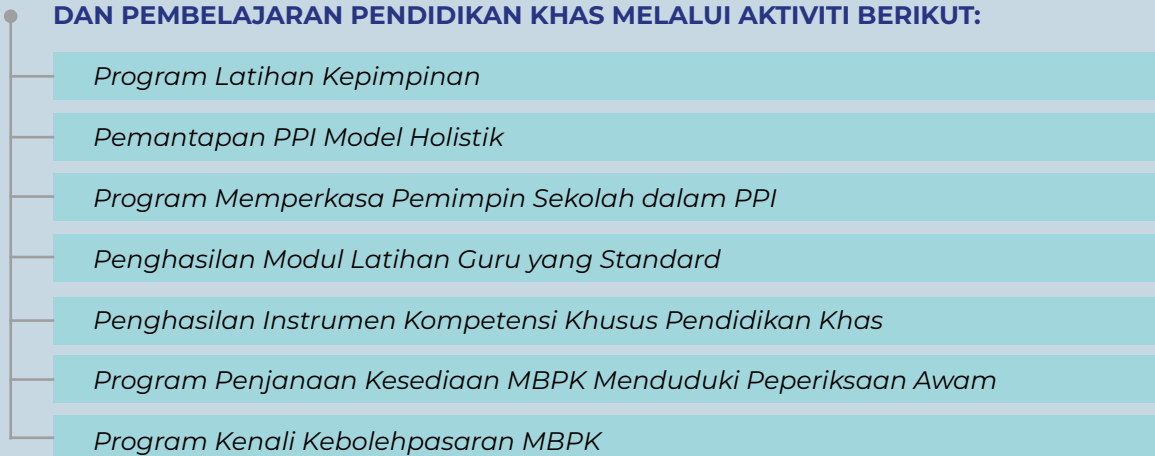 DAN PEMBELAJARAN PENDIDIKAN KHAS MELALUI AKTIVITI BERIKUT:
Program Latihan Kepimpinan
Pemantapan PPI Model Holistik
Program Memperkasa Pemimpin Sekolah dalam PPI
Penghasilan Modul Latihan Guru yang Standard
Penghasilan Instrumen Kompetensi Khusus Pendidikan Khas
Program Penjanaan Kesediaan MBPK Menduduki Peperiksaan Awam
Program Kenali Kebolehpasaran MBPK